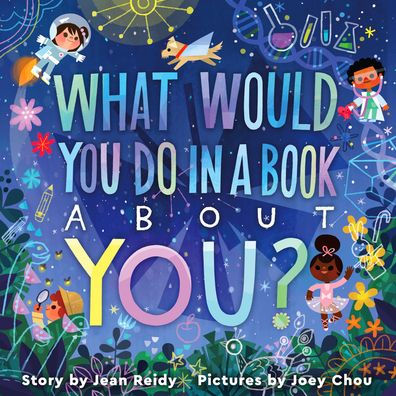 WHAT WOULD
YOU DO IN A BOOK
ABOUT
YOU?
Story by Jean Reidy Pictures by Joey Chou